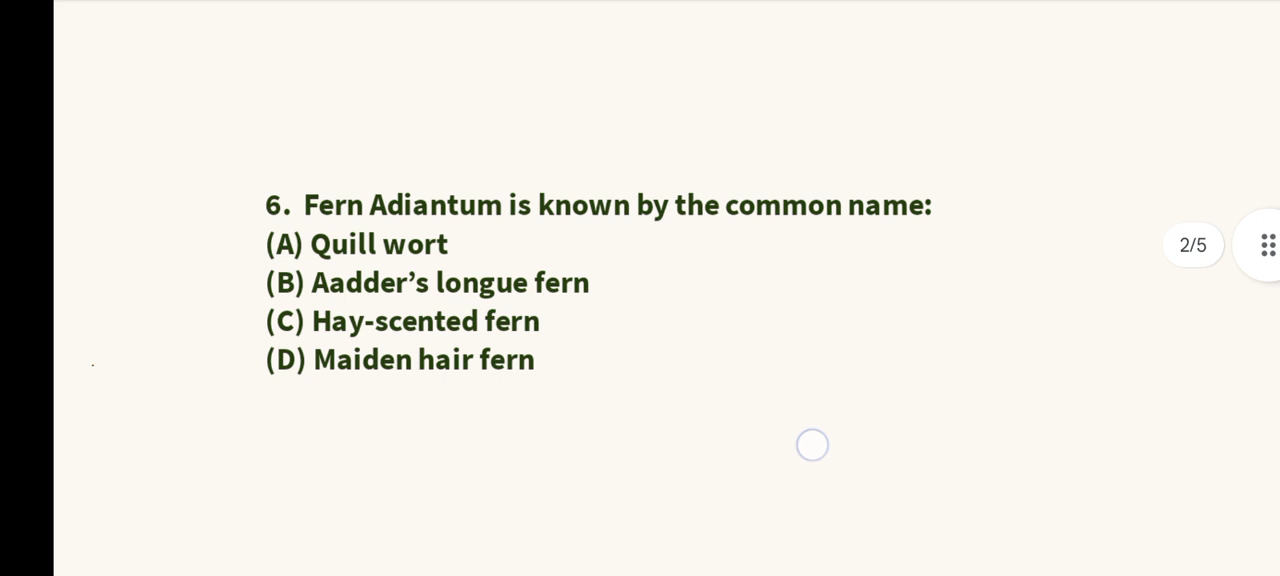 6. Fern Adiantum is known by the common name:
(A) Quill wort
2/5
(B) Aadder’s longue fern
(C) Hay-scented fern
(D) Maiden hair fern